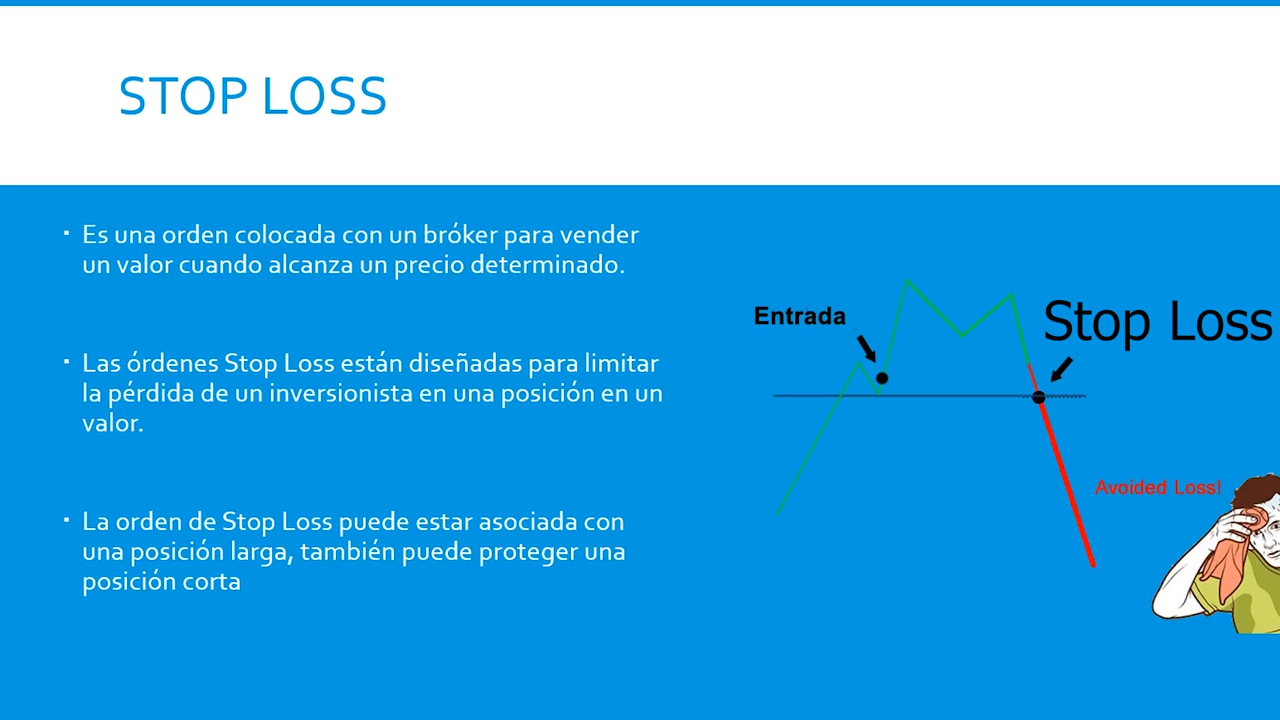 STOP LOSS
Es una orden colocada con un bróker para vender
un valor cuando alcanza un precio determinado.
Las órdenes Stop Loss están diseñadas para limitar
la pérdida de un inversionista en una posición en un
valor.
La orden de Stop Loss puede estar asociada con
una posición larga, también puede proteger una
posición corta
Entrada
Stop Loss
Avoided Loss!